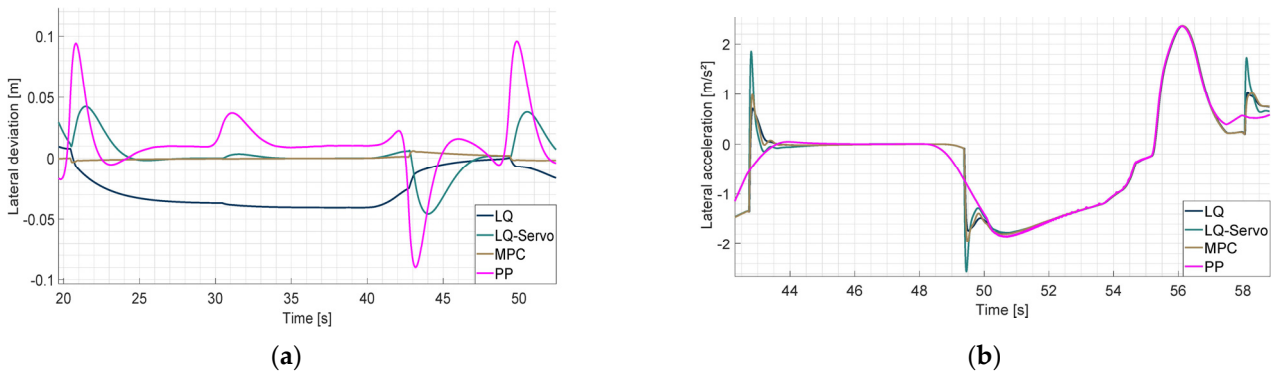 Lateral deviation [m]
0.1
0.05
0
-0.05
-0.1
20 25 30 35 40 45 50
Time [s]
LQ
LQ-Servo
MPC
PP
(a)
Lateral acceleration [m/s²]
2
1
0
-1
-2
44 46 48 50 52 54 56 58
Time [s]
LQ
LQ-Servo
MPC
PP
(b)